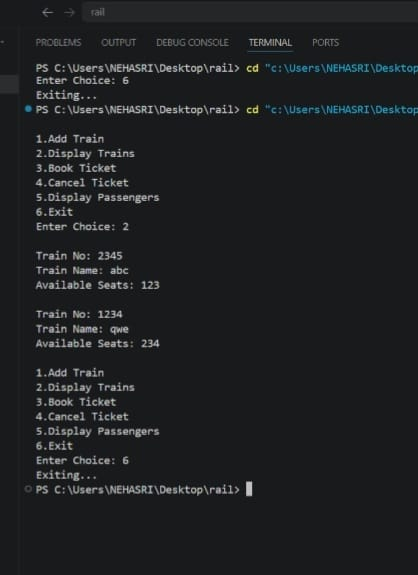 rail
PROBLEMS OUTPUT DEBUG CONSOLE TERMINAL PORTS
PS C:\Users\NEHASRI\Desktop\rail> cd "c:\Users\NEHASRI\Desktop
Enter Choice: 6
Exiting...
PS C:\Users\NEHASRI\Desktop\rail> cd "c:\Users\NEHASRI\Desktop
1.Add Train
2.Display Trains
3.Book Ticket
4.Cancel Ticket
5.Display Passengers
6.Exit
Enter Choice: 2
Train No: 2345
Train Name: abc
Available Seats: 123
Train No: 1234
Train Name: qwe
Available Seats: 234
1.Add Train
2.Display Trains
3.Book Ticket
4.Cancel Ticket
5.Display Passengers
6.Exit
Enter Choice: 6
Exiting...
PS C:\Users\NEHASRI\Desktop\rail>